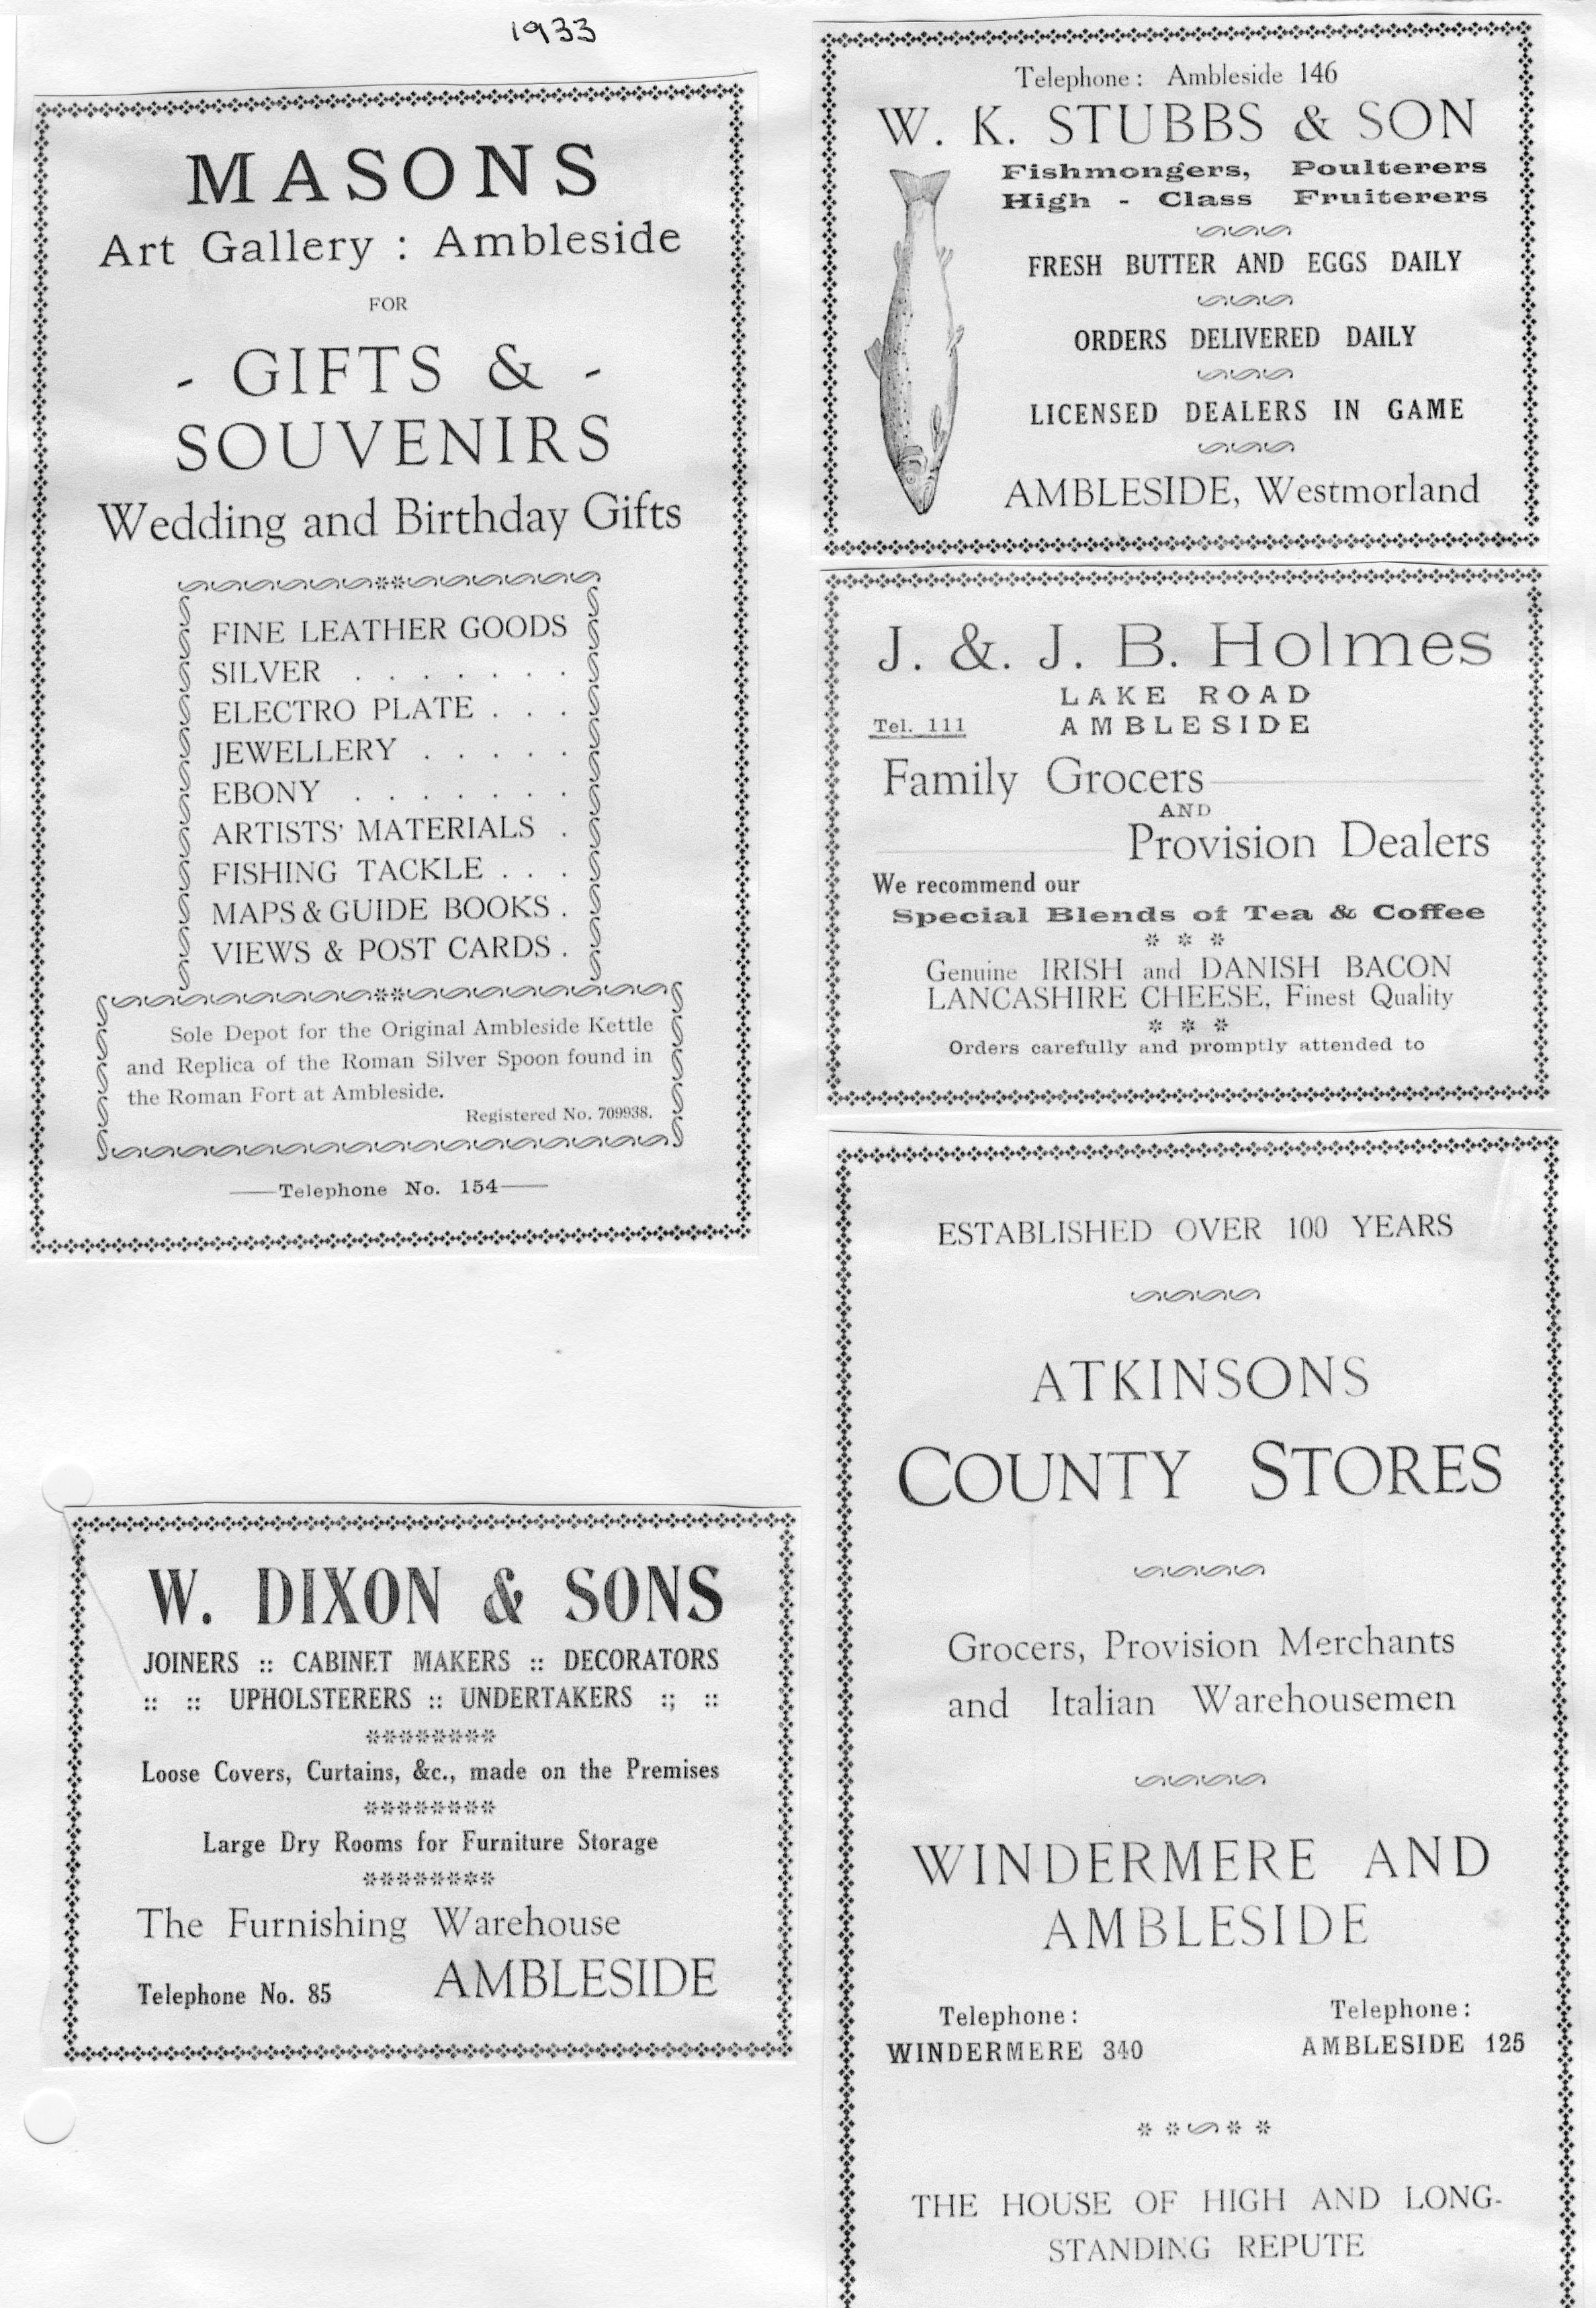 1933
MASONS
Art Gallery : Ambleside
FOR
- GIFTS & -
SOUVENIRS
Wedding and Birthday Gifts
FINE LEATHER GOODS
SILVER . . . . . . .
ELECTRO PLATE . . .
JEWELLERY . . . . .
EBONY . . . . . . .
ARTISTS' MATERIALS .
FISHING TACKLE . . .
MAPS & GUIDE BOOKS .
VIEWS & POST CARDS .
Sole Depot for the Original Ambleside Kettle
and Replica of the Roman Silver Spoon found in
the Roman Fort at Ambleside.
Registered No. 709938.
Telephone No. 154
W. DIXON & SONS
JOINERS :: CABINET MAKERS :: DECORATORS
:: :: UPHOLSTERERS :: UNDERTAKERS :: ::
Loose Covers, Curtains, &c., made on the Premises
Large Dry Rooms for Furniture Storage
The Furnishing Warehouse
Telephone No. 85 AMBLESIDE
Telephone : Ambleside 146
W. K. STUBBS & SON
Fishmongers, Poulterers
High - Class Fruiterers
FRESH BUTTER AND EGGS DAILY
ORDERS DELIVERED DAILY
LICENSED DEALERS IN GAME
AMBLESIDE, Westmorland
J. &. J. B. Holmes
LAKE ROAD
Tel. 111 AMBLESIDE
Family Grocers
AND
Provision Dealers
We recommend our
Special Blends of Tea & Coffee
* * *
Genuine IRISH and DANISH BACON
LANCASHIRE CHEESE, Finest Quality
* * *
Orders carefully and promptly attended to
ESTABLISHED OVER 100 YEARS
ATKINSONS
COUNTY STORES
Grocers, Provision Merchants
and Italian Warehousemen
WINDERMERE AND
AMBLESIDE
Telephone : Telephone :
WINDERMERE 340 AMBLESIDE 125
THE HOUSE OF HIGH AND LONG-
STANDING REPUTE